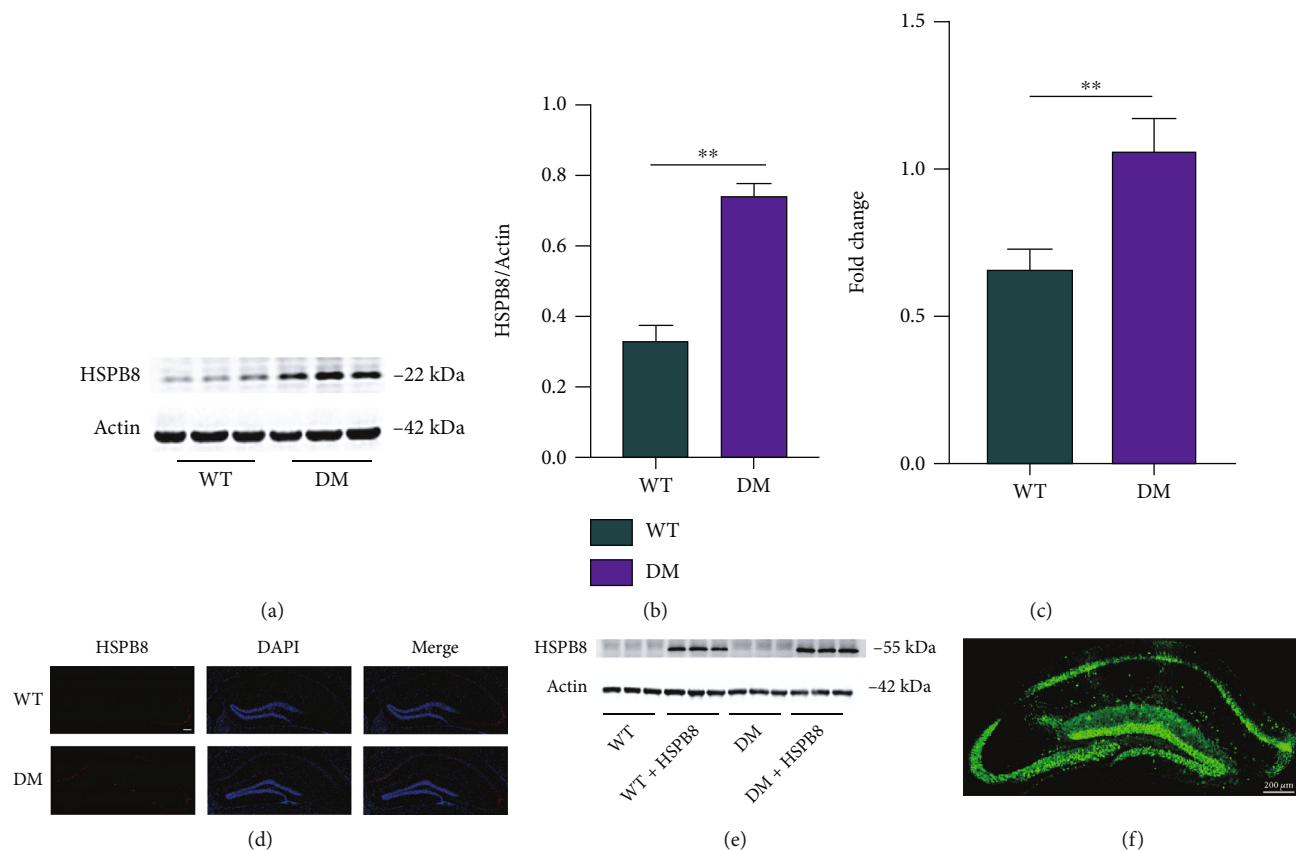 HSPB8
–22 kDa
Actin
–42 kDa
WT
DM
(a)
HSPB8/Actin
1.0
0.8
0.6
0.4
0.2
0.0
**
WT
DM
WT
DM
(b)
Fold change
1.5
1.0
0.5
0.0
**
WT
DM
(c)
HSPB8
DAPI
Merge
WT
DM
(d)
HSPB8
–55 kDa
Actin
–42 kDa
WT
WT + HSPB8
DM
DM + HSPB8
(e)
200 μm
(f)